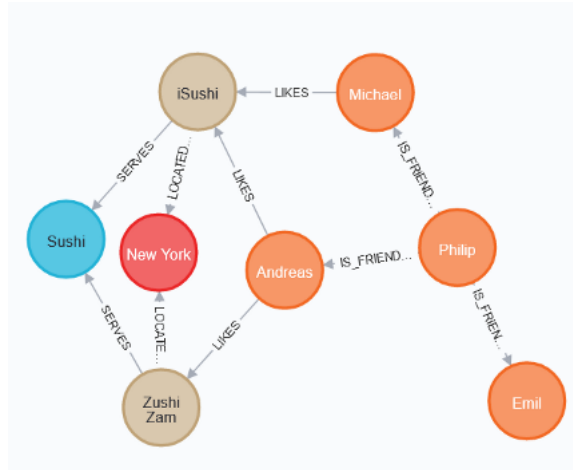 iSushi
LIKES
Michael
SERVES
LOCATED...
LIKES
IS_FRIEND...
Sushi
New York
Andreas
IS_FRIEND...
Philip
SERVES
LOCATE...
LIKES
IS_FRIEN...
Zushi
Zam
Emil